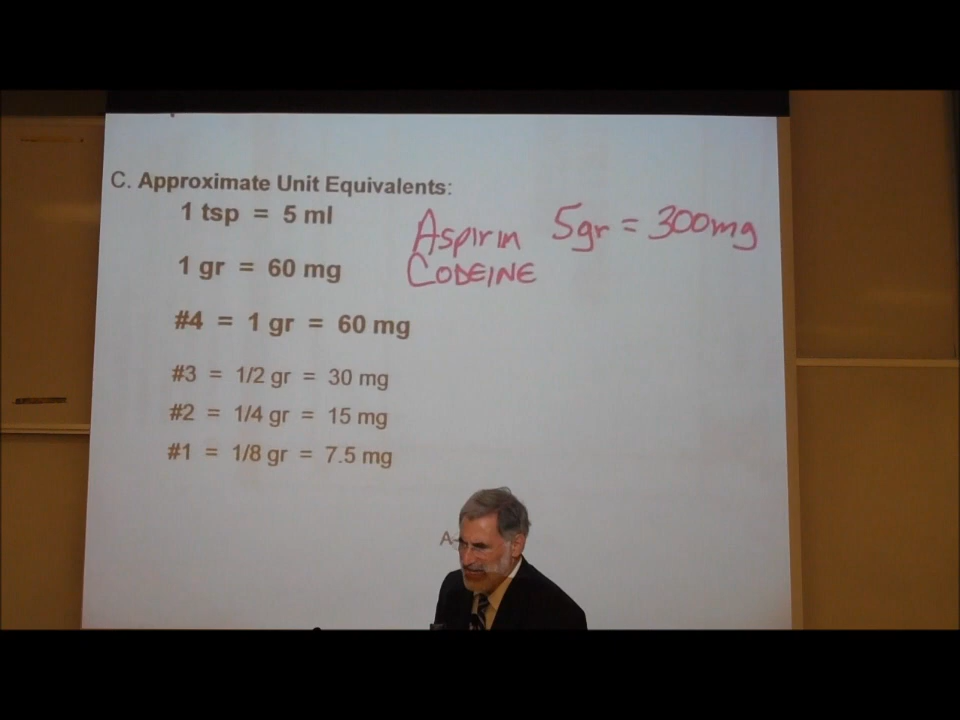 C. Approximate Unit Equivalents:
1 tsp = 5 ml
Aspirin 5gr = 300mg
1 gr = 60 mg
CODEINE
#4 = 1 gr = 60 mg
#3 = 1/2 gr = 30 mg
#2 = 1/4 gr = 15 mg
#1 = 1/8 gr = 7.5 mg